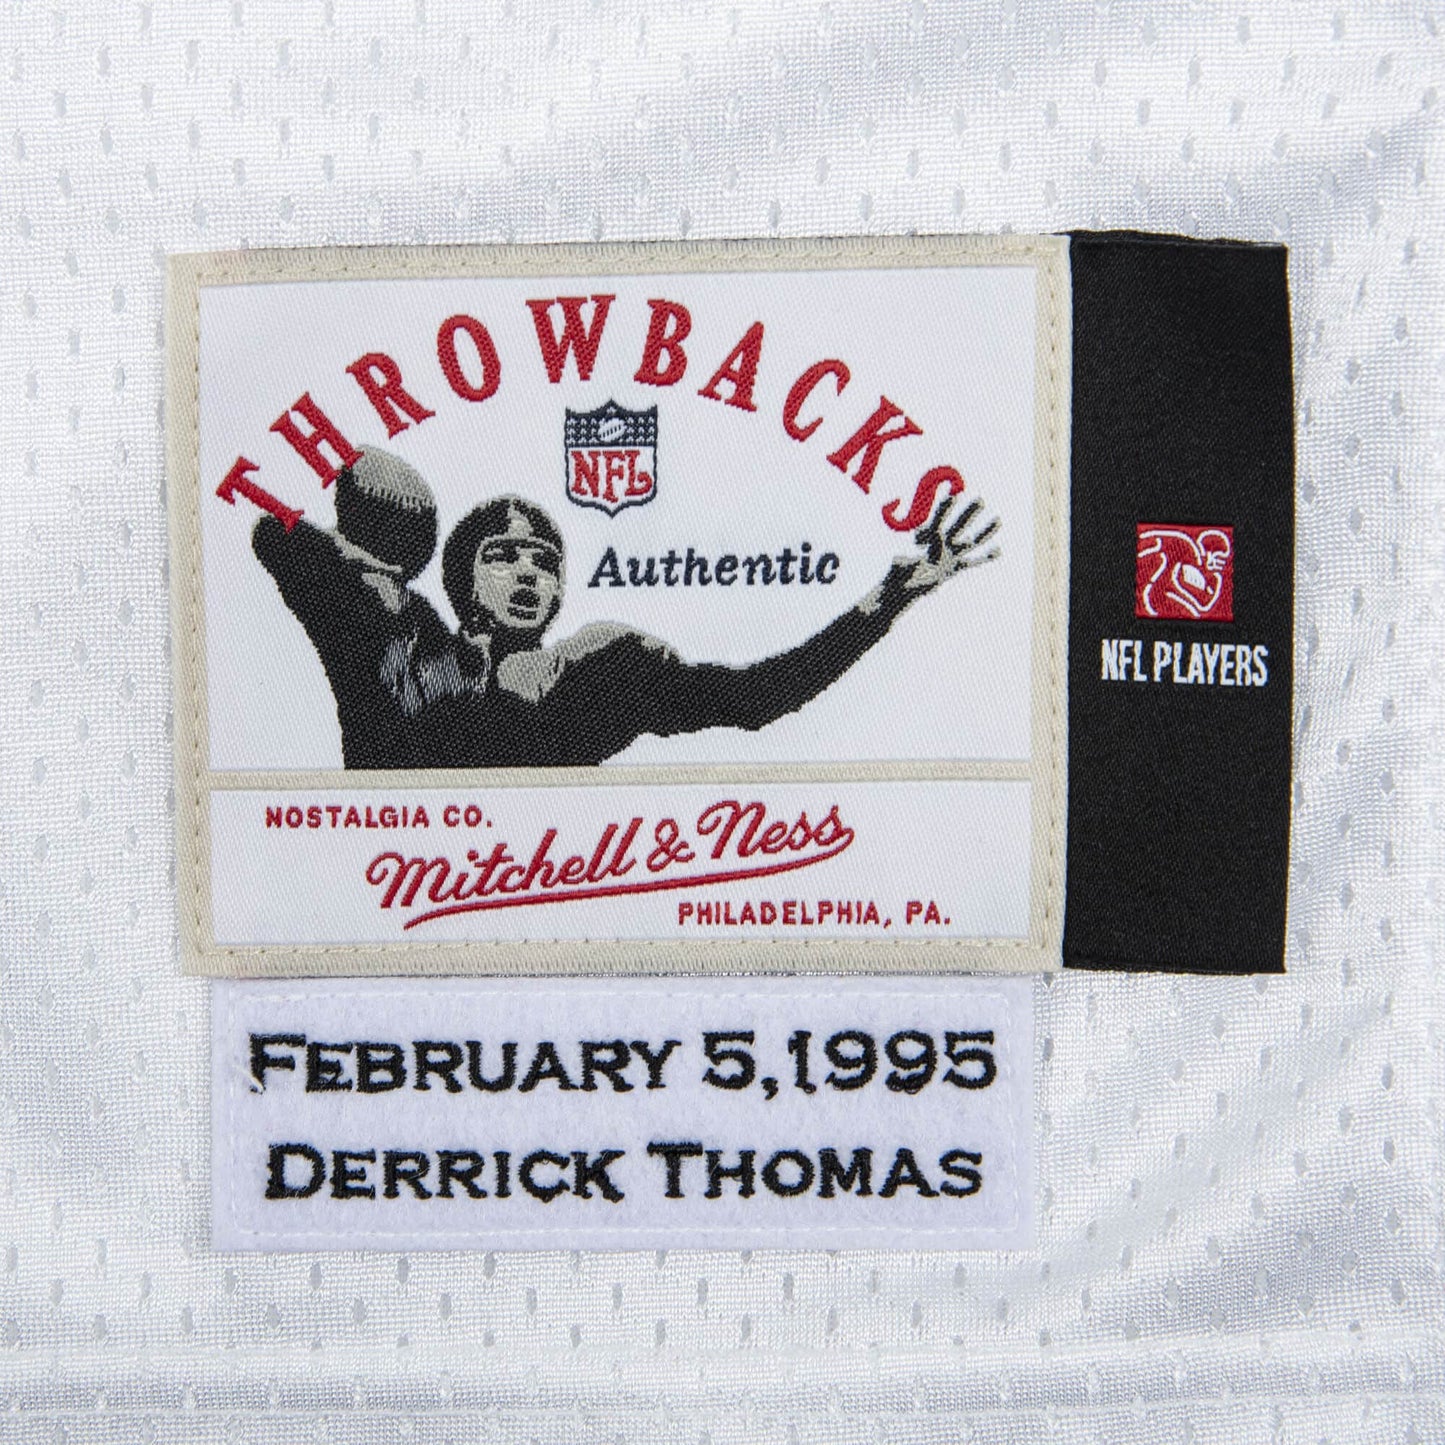 THROWBACKS
NFL
Authentic
NFL PLAYERS
NOSTALGIA CO.
Mitchell & Ness
PHILADELPHIA, PA.
FEBRUARY 5, 1995
DERRICK THOMAS